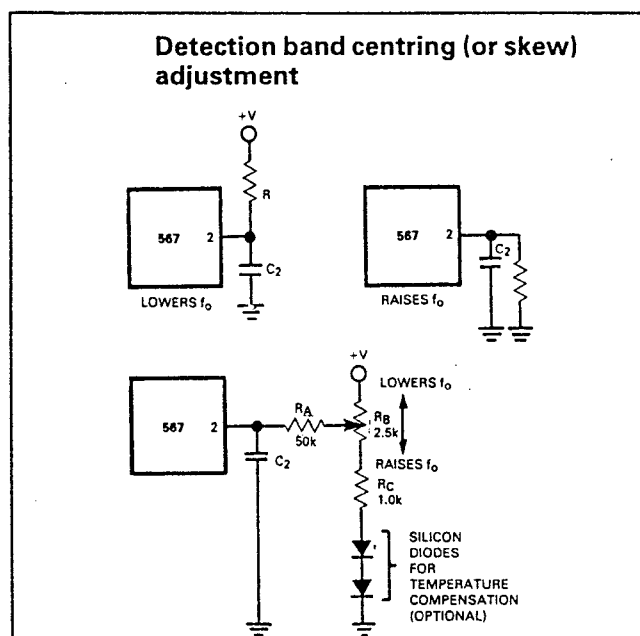 Detection band centring (or skew)
adjustment
+V
R
567 2
C2
LOWERS fo
567 2
C2
RAISES fo
+V
LOWERS fo
RA
50k
RB
2.5k
RAISES fo
567 2
C2
RC
1.0k
SILICON
DIODES
FOR
TEMPERATURE
COMPENSATION
(OPTIONAL)